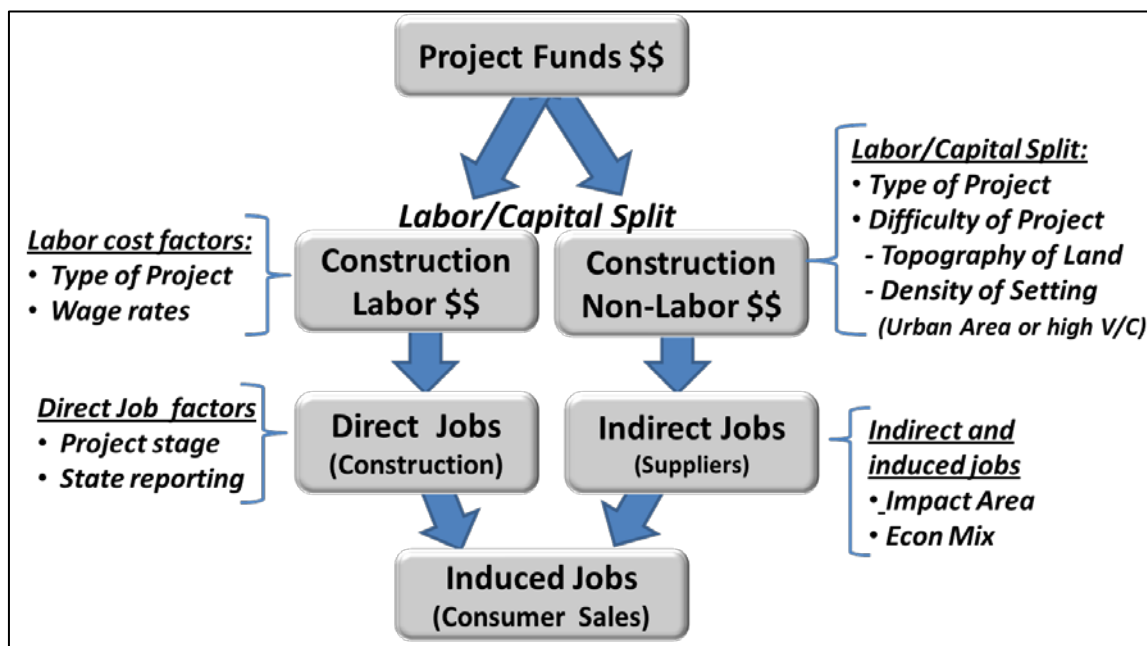 Project Funds $$
Labor/Capital Split
Labor cost factors:
• Type of Project
• Wage rates
Construction
Labor $$
Construction
Non-Labor $$
Labor/Capital Split:
• Type of Project
• Difficulty of Project
- Topography of Land
- Density of Setting
(Urban Area or high V/C)
Direct Job factors
• Project stage
• State reporting
Direct Jobs
(Construction)
Indirect Jobs
(Suppliers)
Indirect and
induced jobs
• Impact Area
• Econ Mix
Induced Jobs
(Consumer Sales)